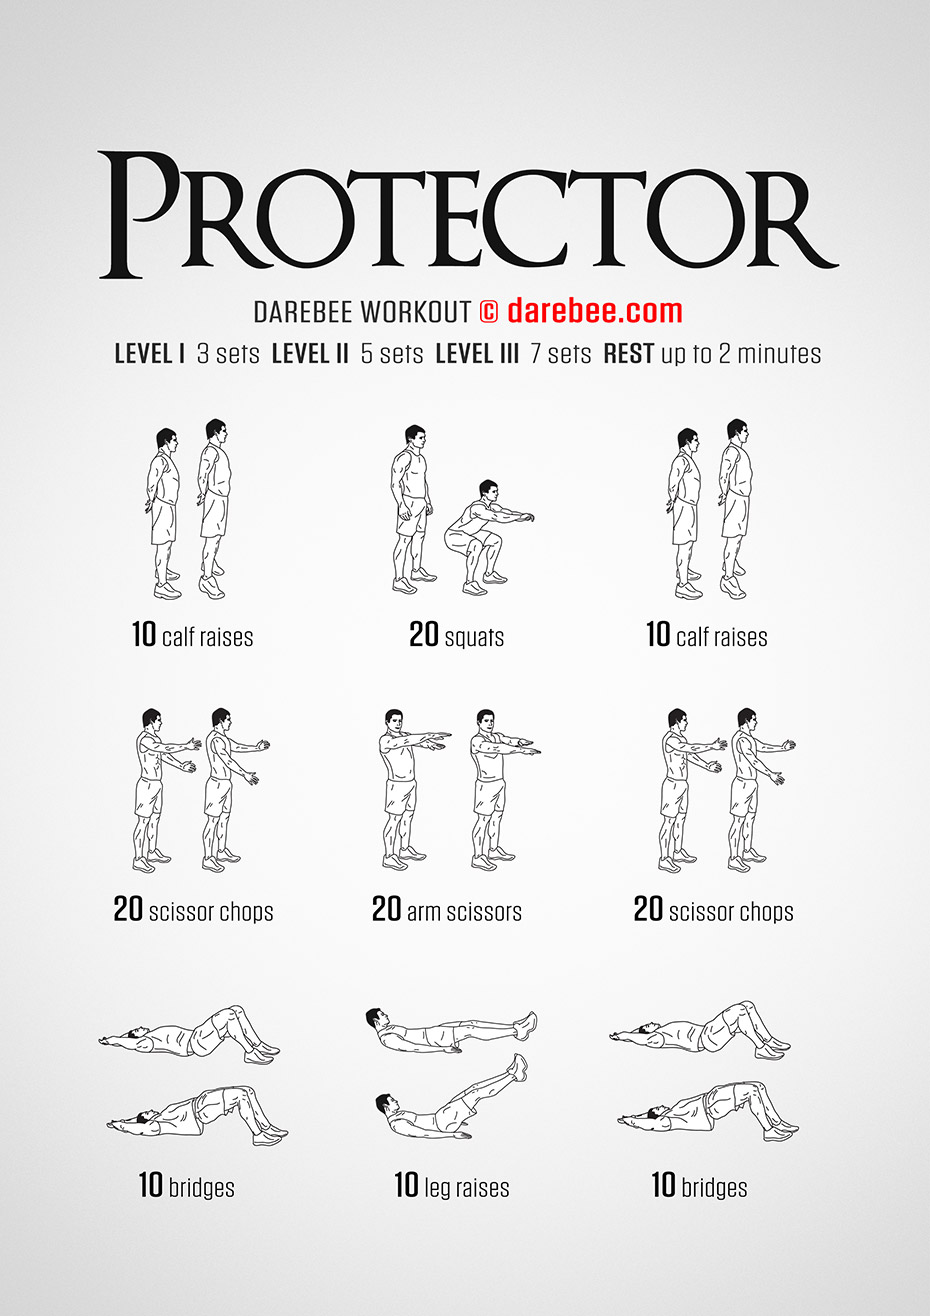 PROTECTOR
DAREBEE WORKOUT © darebee.com
LEVEL I 3 sets LEVEL II 5 sets LEVEL III 7 sets REST up to 2 minutes
10 calf raises
20 squats
10 calf raises
20 scissor chops
20 arm scissors
20 scissor chops
10 bridges
10 leg raises
10 bridges